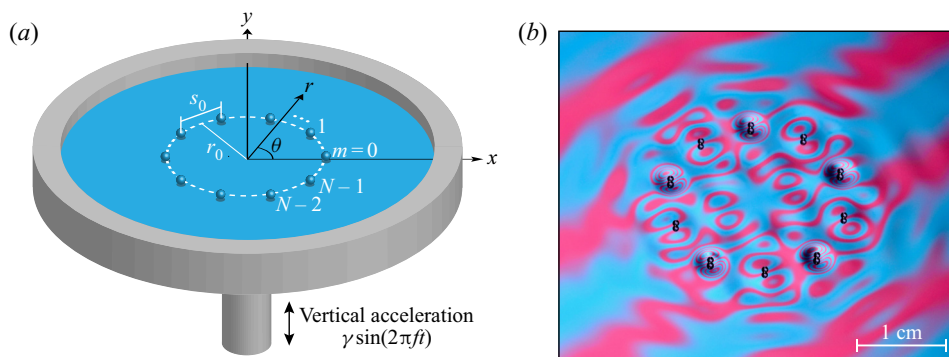 (a)
y
s₀
r
1
r₀
θ
m = 0
x
N – 1
N – 2
Vertical acceleration
γ sin(2πft)
(b)
1 cm